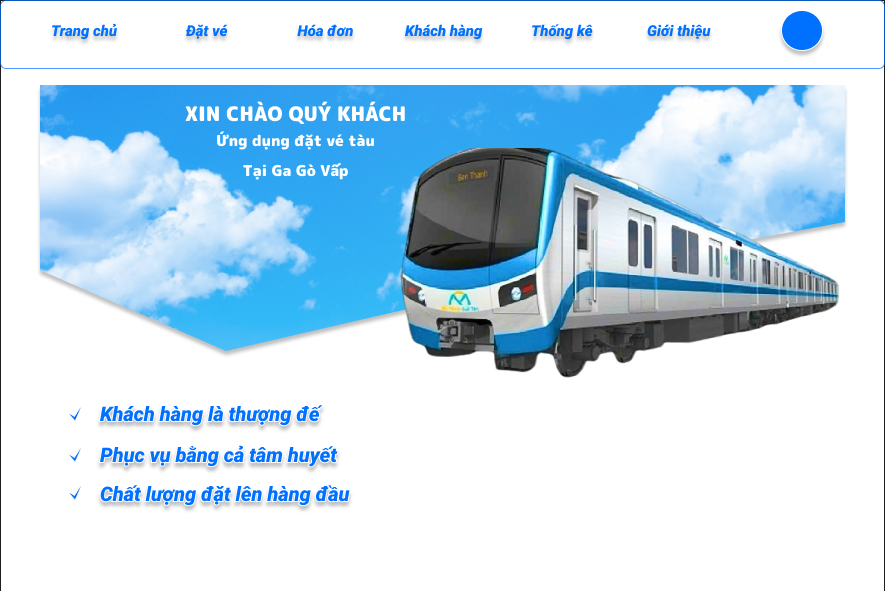 Trang chủ Đặt vé Hóa đơn Khách hàng Thống kê Giới thiệu
XIN CHÀO QUÝ KHÁCH
Ứng dụng đặt vé tàu
Tại Ga Gò Vấp
Ben Thanh
Khách hàng là thượng đế
Phục vụ bằng cả tâm huyết
Chất lượng đặt lên hàng đầu